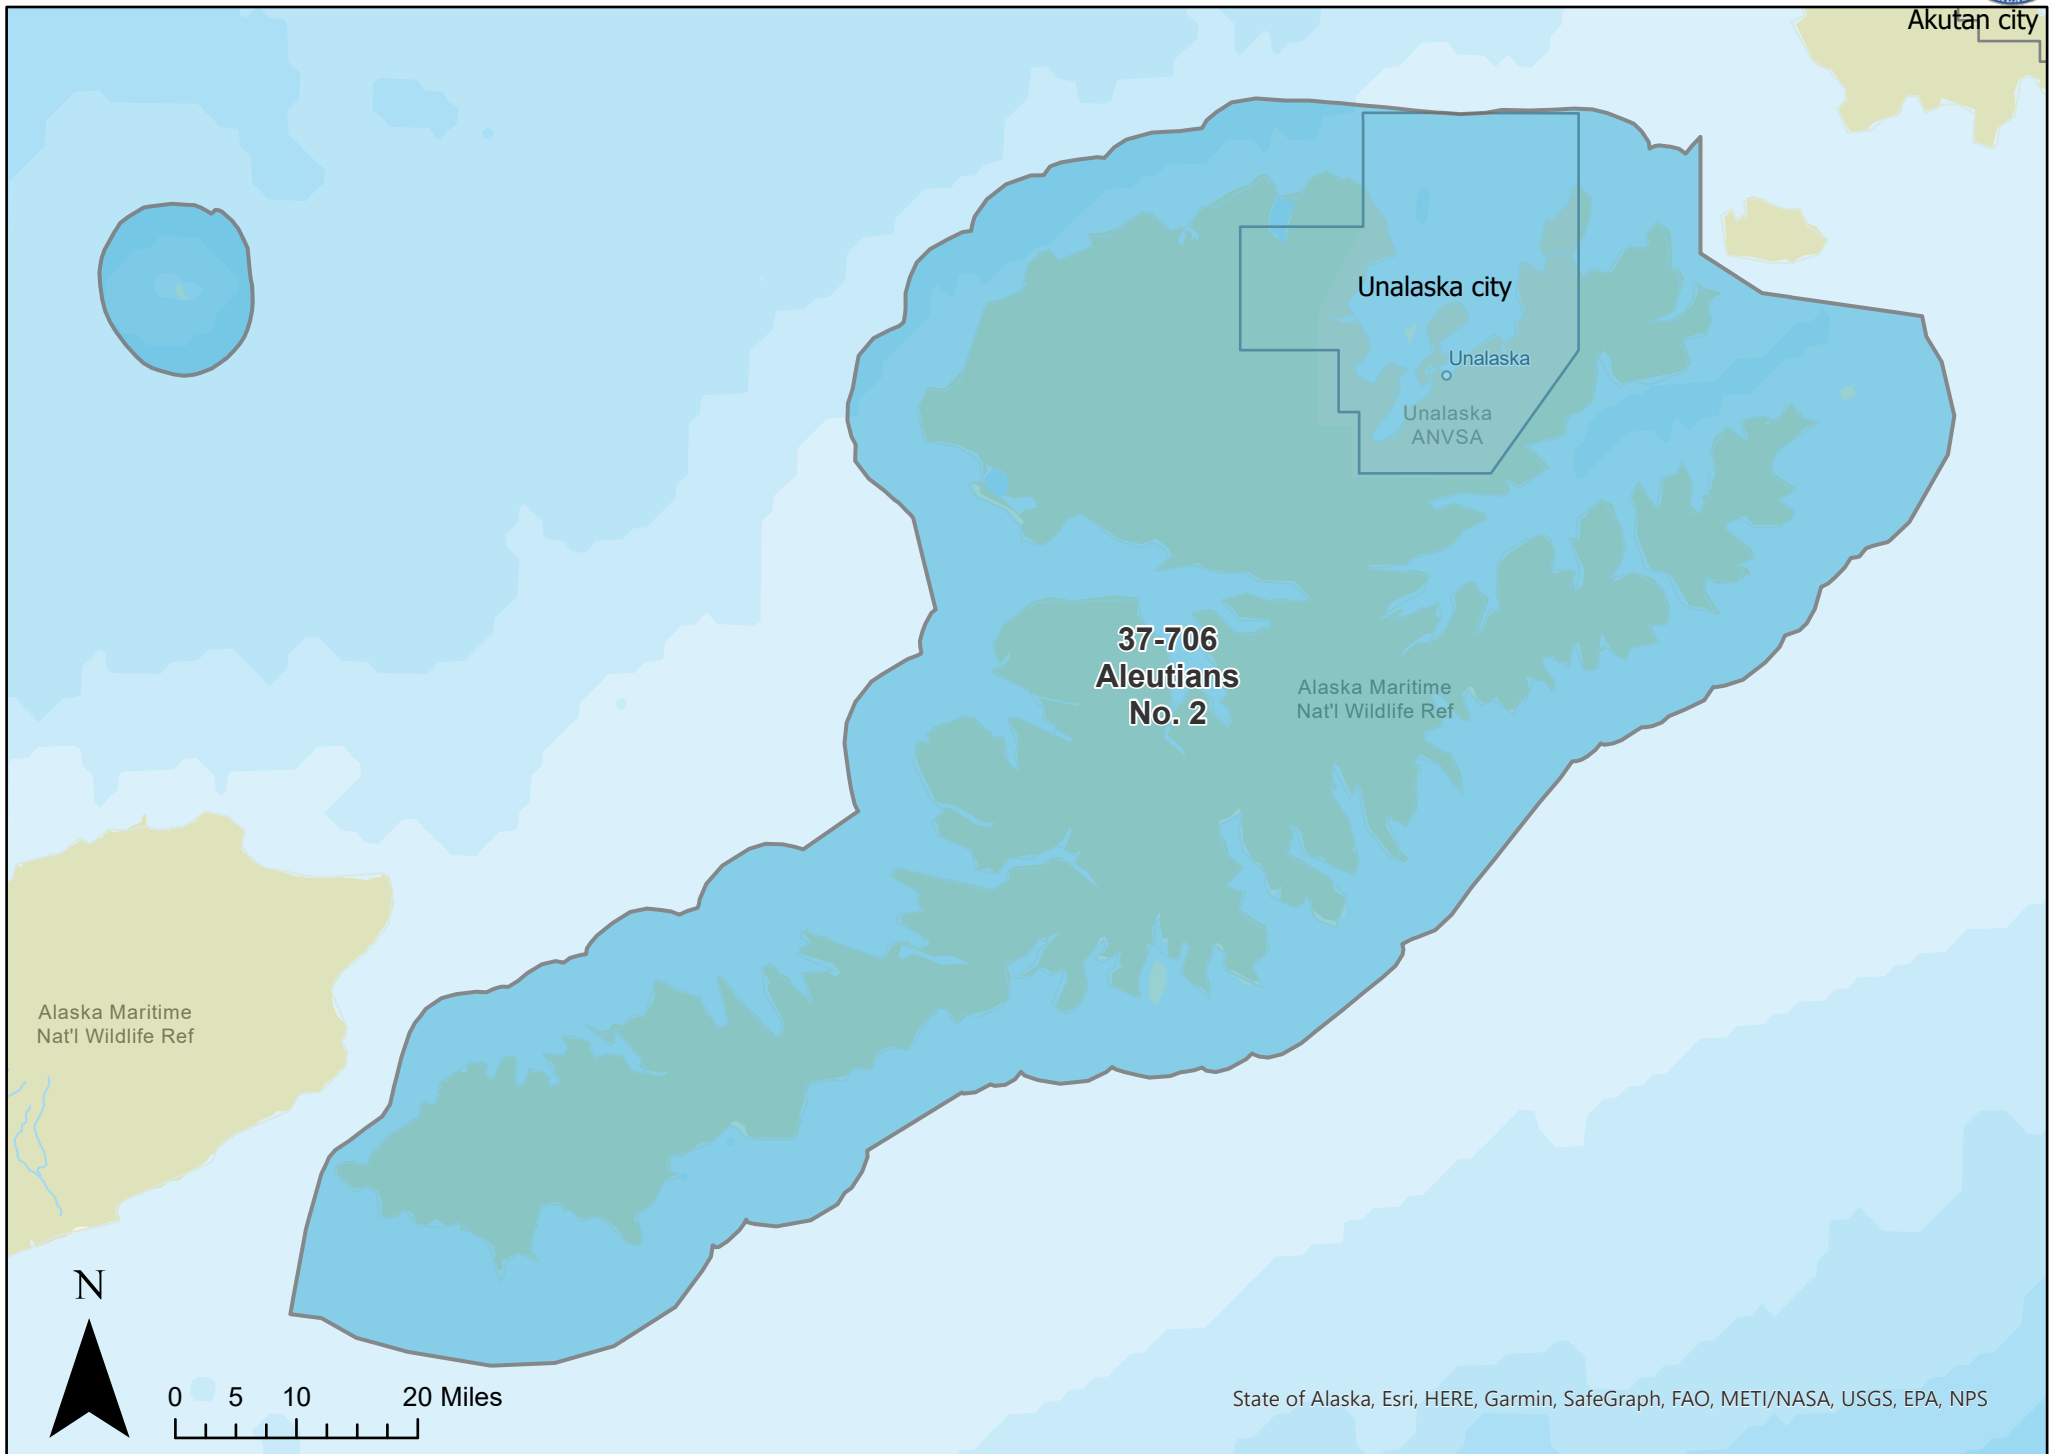 Akutan city
Unalaska city
Unalaska
Unalaska
ANVSA
37-706
Aleutians
No. 2
Alaska Maritime
Nat'l Wildlife Ref
Alaska Maritime
Nat'l Wildlife Ref
N
0 5 10 20 Miles
State of Alaska, Esri, HERE, Garmin, SafeGraph, FAO, METI/NASA, USGS, EPA, NPS